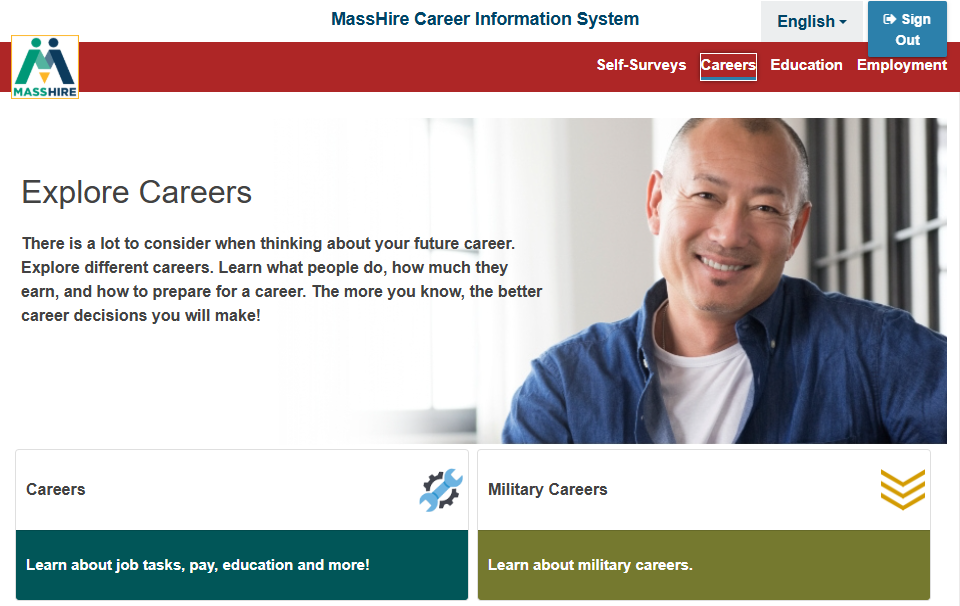 MassHire Career Information System
English
Sign
Out
MASSHIRE
Self-Surveys Careers Education Employment
Explore Careers
There is a lot to consider when thinking about your future career.
Explore different careers. Learn what people do, how much they
earn, and how to prepare for a career. The more you know, the better
career decisions you will make!
Careers
Military Careers
Learn about job tasks, pay, education and more!
Learn about military careers.